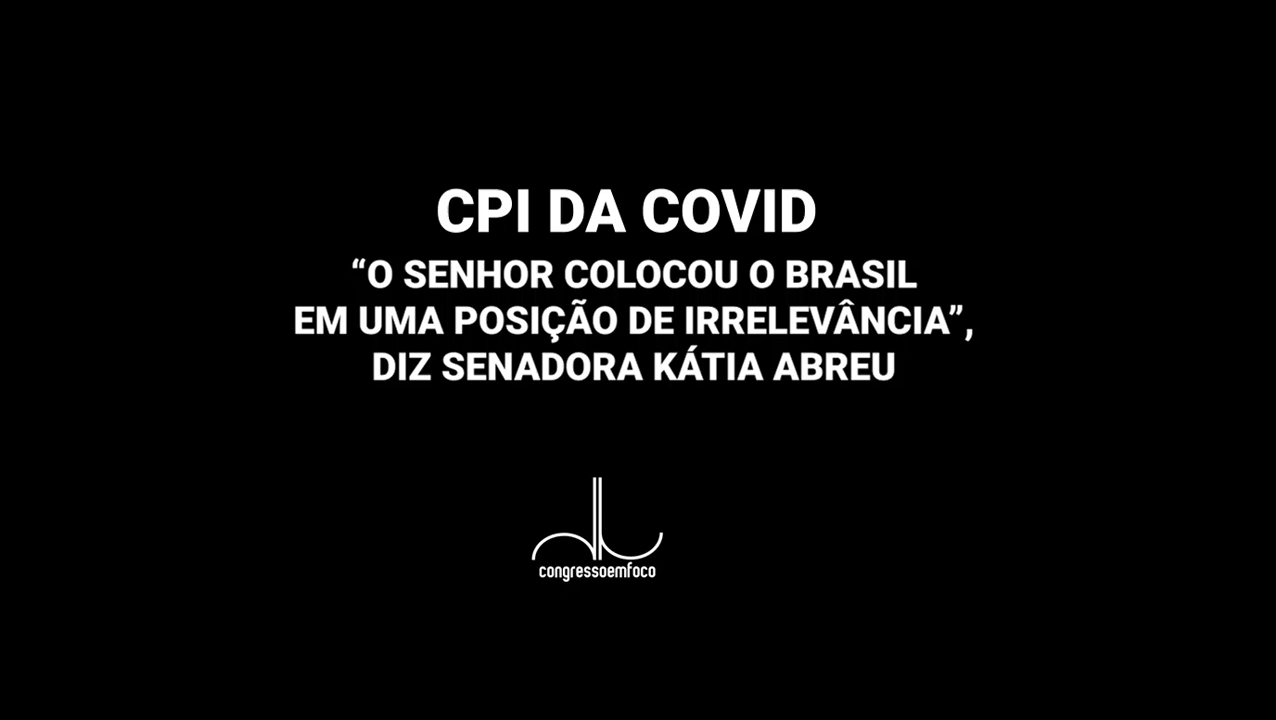 CPI DA COVID
“O SENHOR COLOCOU O BRASIL
EM UMA POSIÇÃO DE IRRELEVÂNCIA”,
DIZ SENADORA KÁTIA ABREU
congressoemfoco